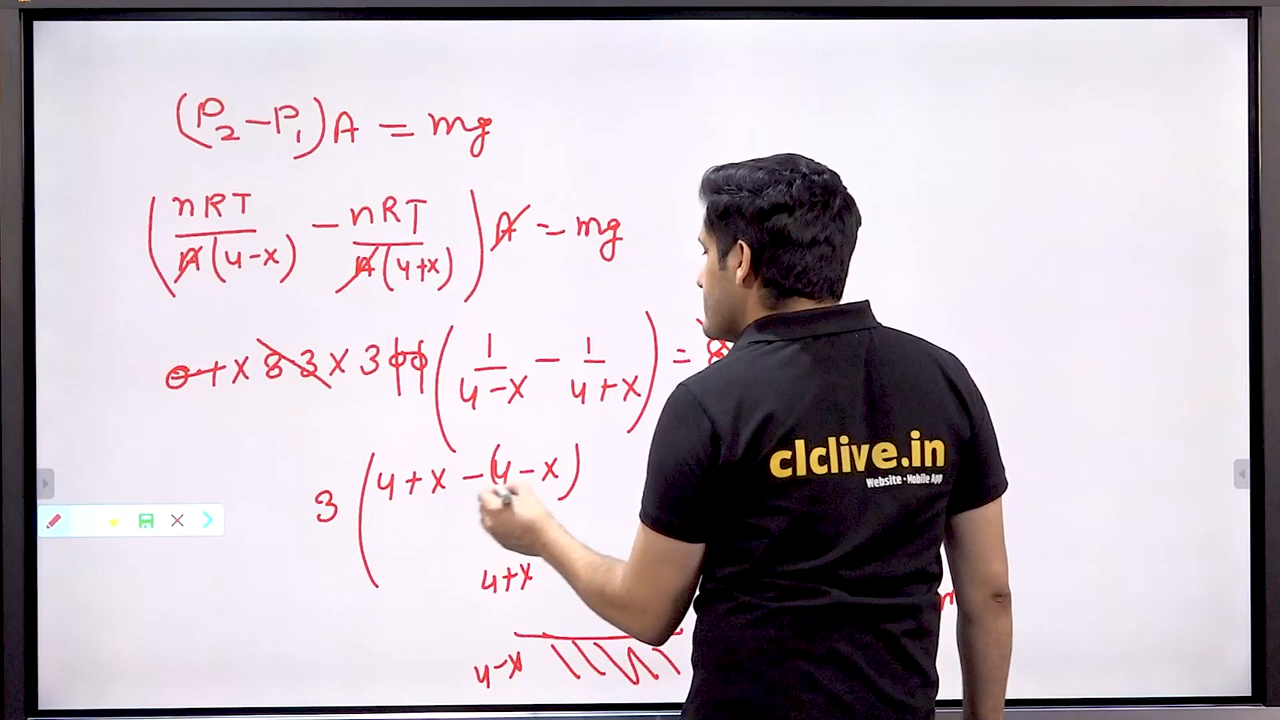 (P₂-P₁)A = mg
(nRT/A(4-x) - nRT/A(4+x))A = mg
0.1 x 83 x 300 (1/4-x - 1/4+x) = 8
3 (4+x -(4-x)
4+x
4-x
clclive.in
Website • Mobile App